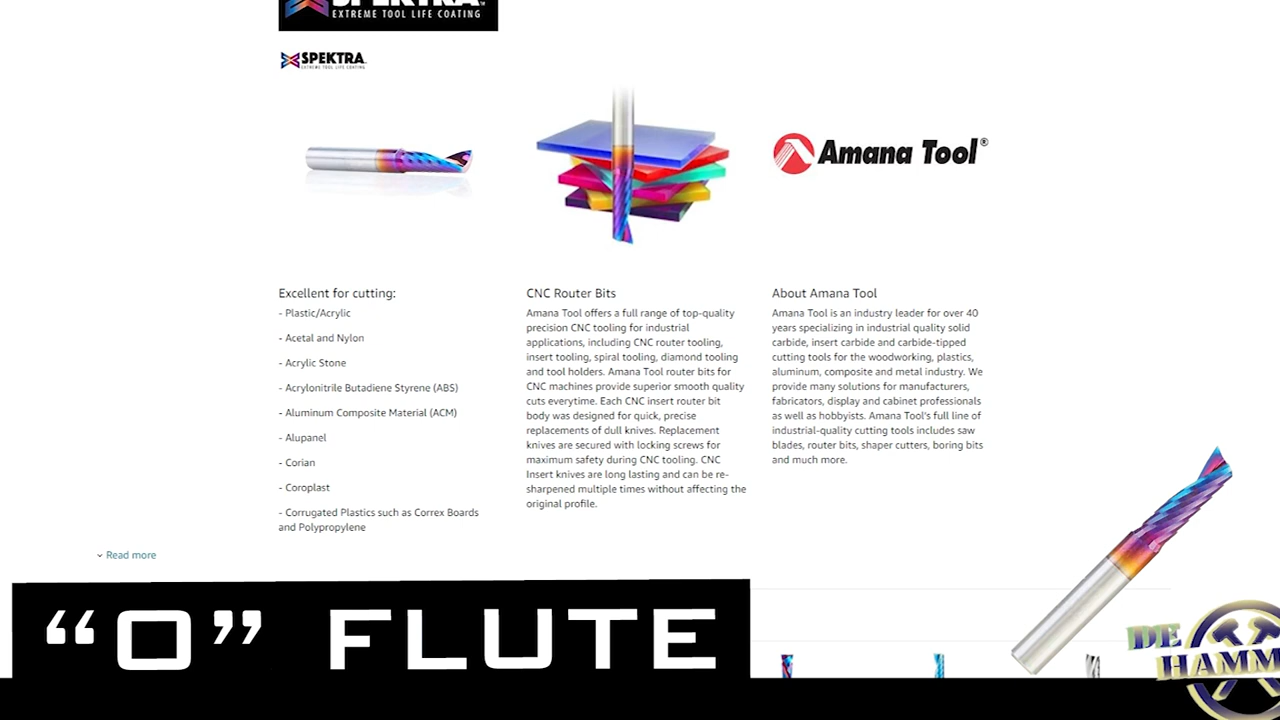 SPEKTRA
EXTREME TOOL LIFE COATING
SPEKTRA
EXTREME TOOL LIFE COATING
Amana Tool®
Excellent for cutting:
- Plastic/Acrylic
- Acetal and Nylon
- Acrylic Stone
- Acrylonitrile Butadiene Styrene (ABS)
- Aluminum Composite Material (ACM)
- Alupanel
- Corian
- Coroplast
- Corrugated Plastics such as Correx Boards
and Polypropylene
CNC Router Bits
Amana Tool offers a full range of top-quality
precision CNC tooling for industrial
applications, including CNC router tooling,
insert tooling, spiral tooling, diamond tooling
and tool holders. Amana Tool router bits for
CNC machines provide superior smooth quality
cuts everytime. Each CNC insert router bit
body was designed for quick, precise
replacements of dull knives. Replacement
knives are secured with locking screws for
maximum safety during CNC tooling. CNC
Insert knives are long lasting and can be re-
sharpened multiple times without affecting the
original profile.
About Amana Tool
Amana Tool is an industry leader for over 40
years specializing in industrial quality solid
carbide, insert carbide and carbide-tipped
cutting tools for the woodworking, plastics,
aluminum, composite and metal industry. We
provide many solutions for manufacturers,
fabricators, display and cabinet professionals
as well as hobbyists. Amana Tool's full line of
industrial-quality cutting tools includes saw
blades, router bits, shaper cutters, boring bits
and much more.
Read more
“O” FLUTE
DE
HAMM